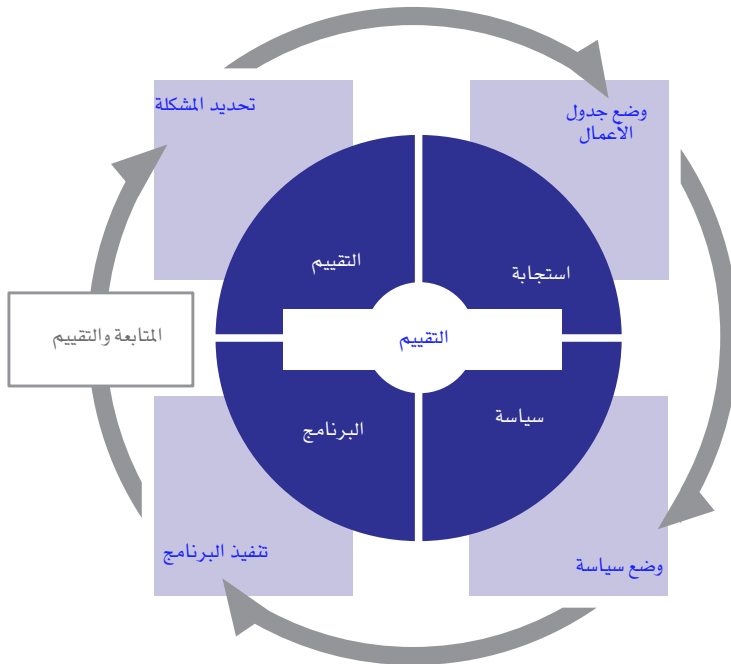 وضع جدول
الأعمال
تحديد المشكلة
استجابة
التقييم
التقييم
المتابعة والتقييم
سياسة
البرنامج
وضع سياسة
تنفيذ البرنامج